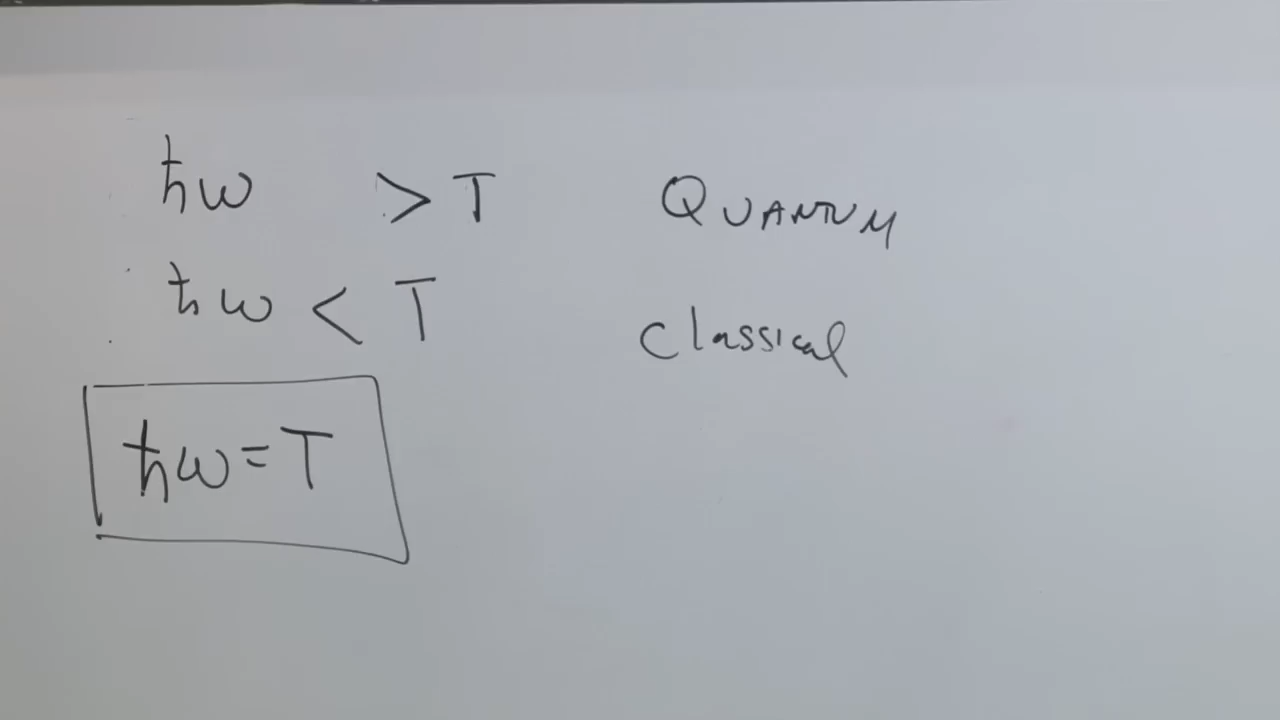 ħω > T QUANTUM
ħω < T Classical
ħω = T